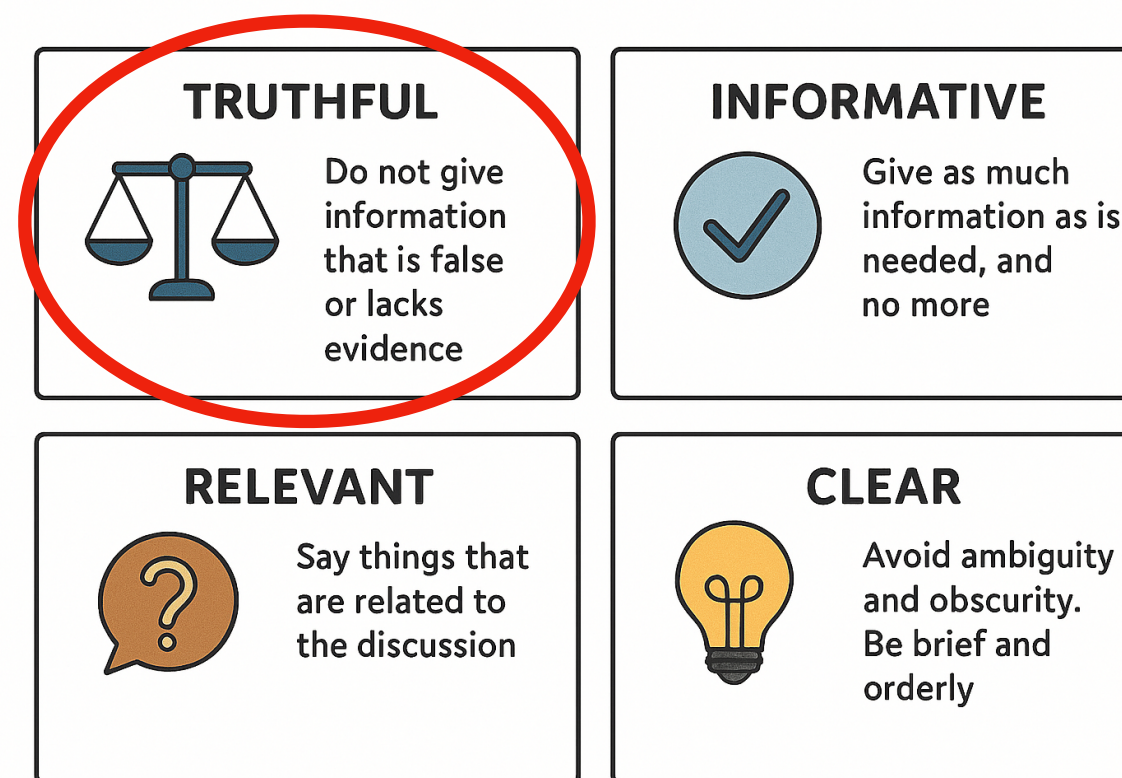 TRUTHFUL
Do not give
information
that is false
or lacks
evidence
INFORMATIVE
Give as much
information as is
needed, and
no more
RELEVANT
Say things that
are related to
the discussion
CLEAR
Avoid ambiguity
and obscurity.
Be brief and
orderly